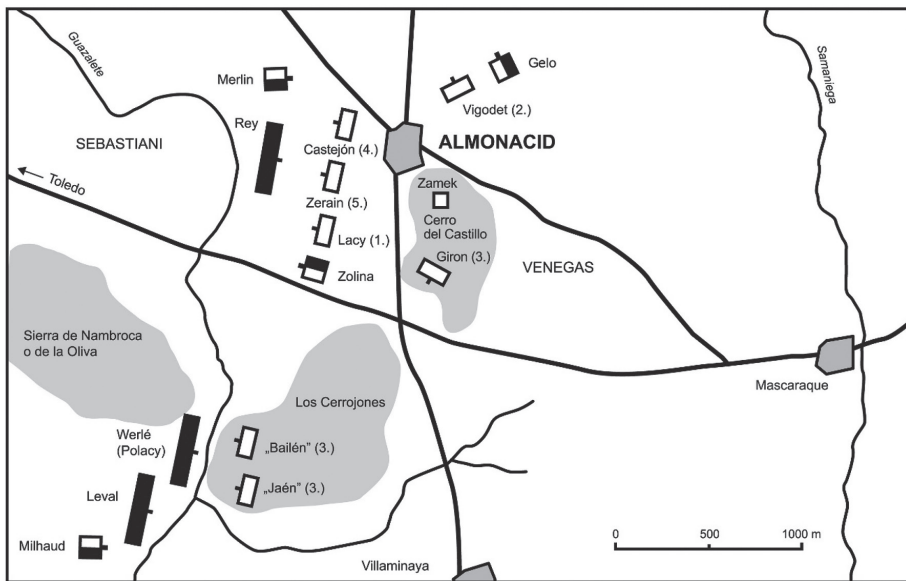 Guazalete
Samaniega
Merlin
Gelo
Vigodet (2.)
Rey
SEBASTIANI
Castejón (4.)
ALMONACID
Toledo
Zerain (5.)
Zamek
Cerro
del Castillo
Lacy (1.)
Giron (3.)
VENEGAS
Zolina
Sierra de Nambroca
o de la Oliva
Mascaraque
Los Cerrojones
Werlé
(Polacy)
„Bailén” (3.)
Leval
„Jaén” (3.)
Milhaud
Villaminaya
0 500 1000 m